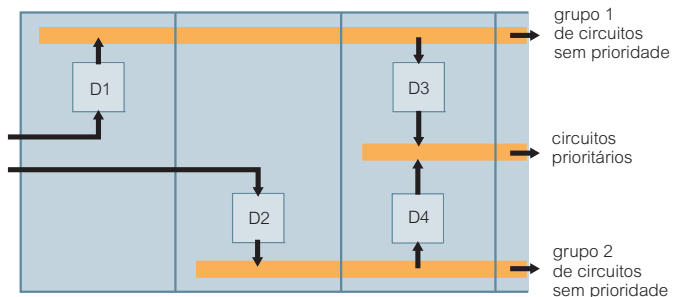 grupo 1
de circuitos
sem prioridade
D1
D3
circuitos
prioritários
D2
D4
grupo 2
de circuitos
sem prioridade